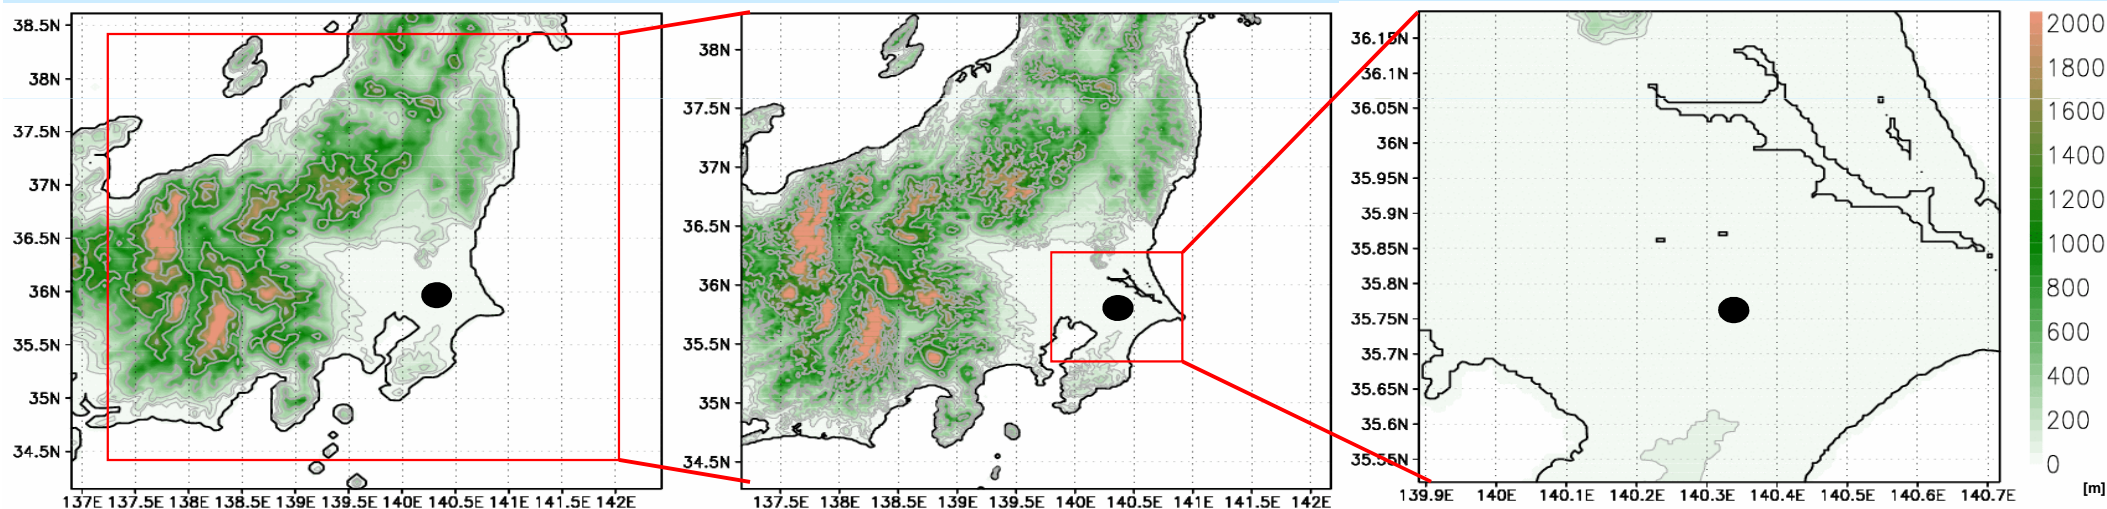 38.5N
38N
37.5N
37N
36.5N
36N
35.5N
35N
34.5N
137E 137.5E 138E 138.5E 139E 139.5E 140E 140.5E 141E 141.5E 142E
38N
37.5N
37N
36.5N
36N
35.5N
35N
34.5N
137.5E 138E 138.5E 139E 139.5E 140E 140.5E 141E 141.5E 142E
36.15N
36.1N
36.05N
36N
35.95N
35.9N
35.85N
35.8N
35.75N
35.7N
35.65N
35.6N
35.55N
139.9E 140E 140.1E 140.2E 140.3E 140.4E 140.5E 140.6E 140.7E
2000
1800
1600
1400
1200
1000
800
600
400
200
0
[m]